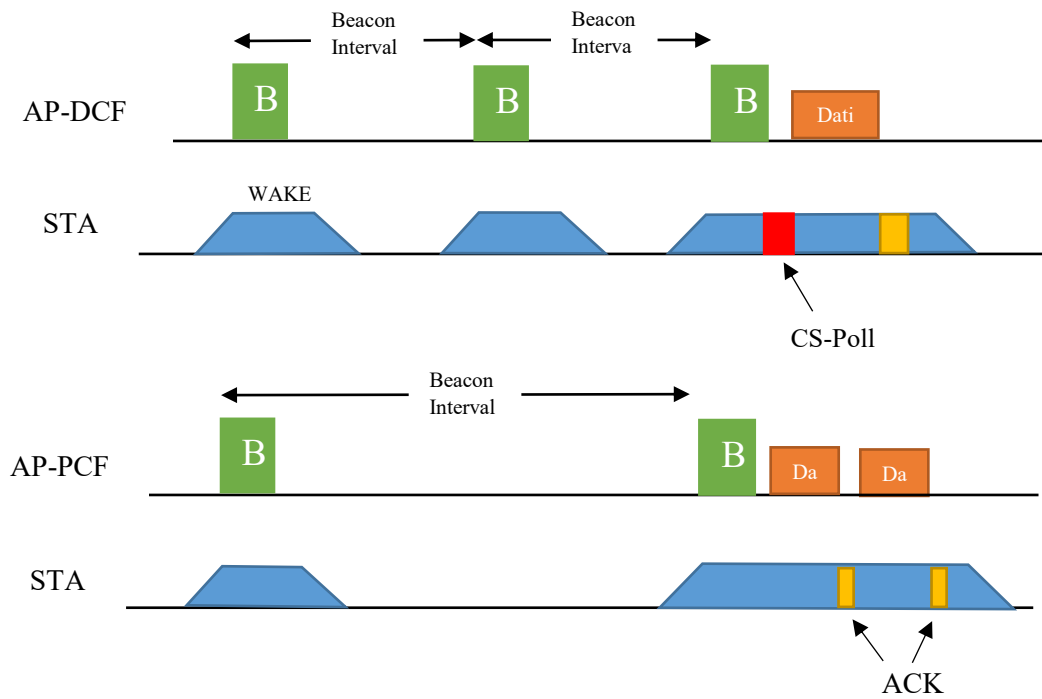 Beacon
Interval
Beacon
Interva
B
B
B
AP-DCF
Dati
WAKE
STA
CS-Poll
Beacon
Interval
B
B
AP-PCF
Da
Da
STA
ACK